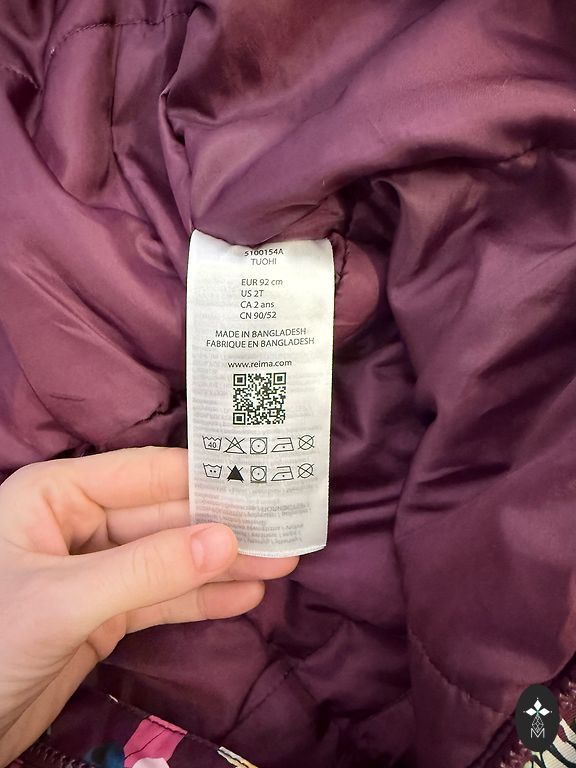 5100154A
TUOHI
EUR 92 cm
US 2T
CA 2 ans
CN 90/52
MADE IN BANGLADESH
FABRIQUE EN BANGLADESH
www.reima.com
40